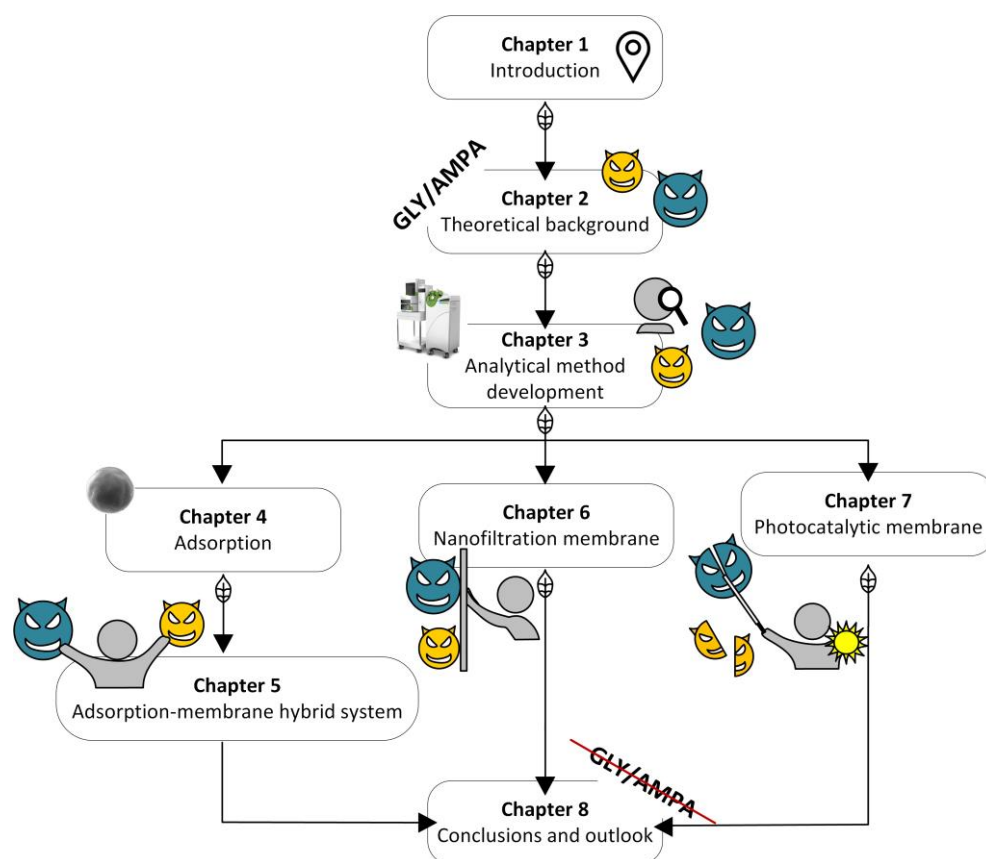 Chapter 1
Introduction
GLY/AMPA
Chapter 2
Theoretical background
Chapter 3
Analytical method
development
Chapter 4
Adsorption
Chapter 6
Nanofiltration membrane
Chapter 7
Photocatalytic membrane
Chapter 5
Adsorption-membrane hybrid system
GLY/AMPA
Chapter 8
Conclusions and outlook